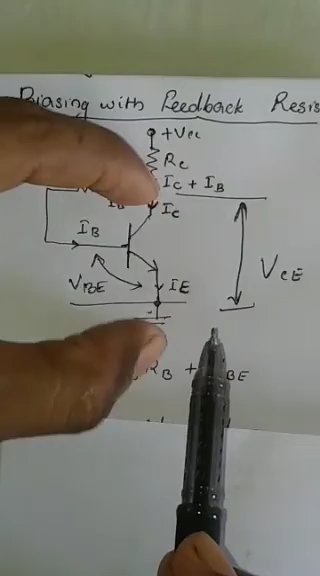 Biasing with Feedback Resis
+Vcc
Rc
IC + IB
IB
IC
IB
VBE
IE
VCE
RB + BE